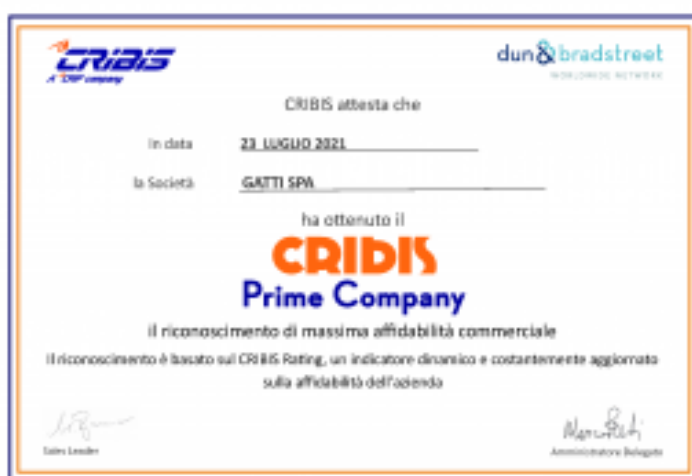 CRIBIS
A CRIF company
dun & bradstreet
WORLDWIDE NETWORK
CRIBIS attesta che
In data 23 LUGLIO 2021
la Società GATTI SPA
ha ottenuto il
CRIBIS
Prime Company
il riconoscimento di massima affidabilità commerciale
Il riconoscimento è basato sul CRIBIS Rating, un indicatore dinamico e costantemente aggiornato
sulla affidabilità dell'azienda
Sales Leader
Amministratore Delegato